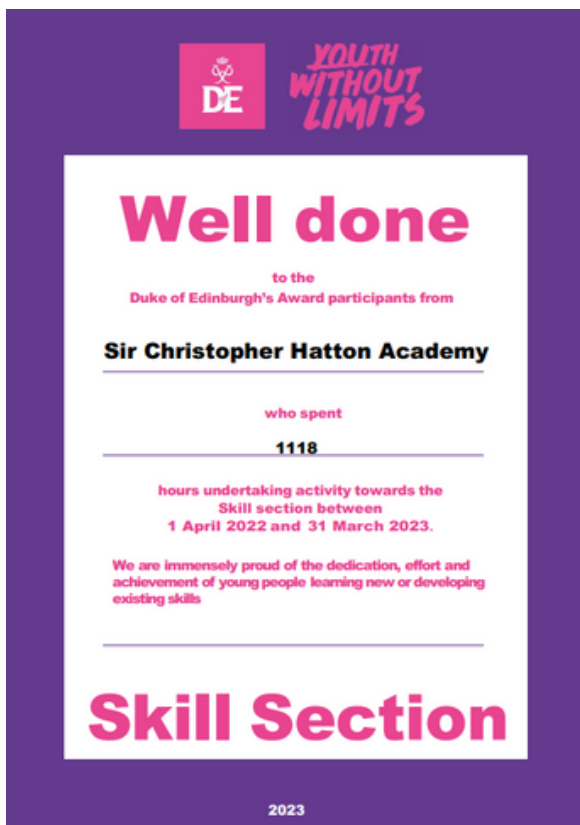 DofE
YOUTH
WITHOUT
LIMITS
Well done
to the
Duke of Edinburgh's Award participants from
Sir Christopher Hatton Academy
who spent
1118
hours undertaking activity towards the
Skill section between
1 April 2022 and 31 March 2023.
We are immensely proud of the dedication, effort and
achievement of young people learning new or developing
existing skills
Skill Section
2023